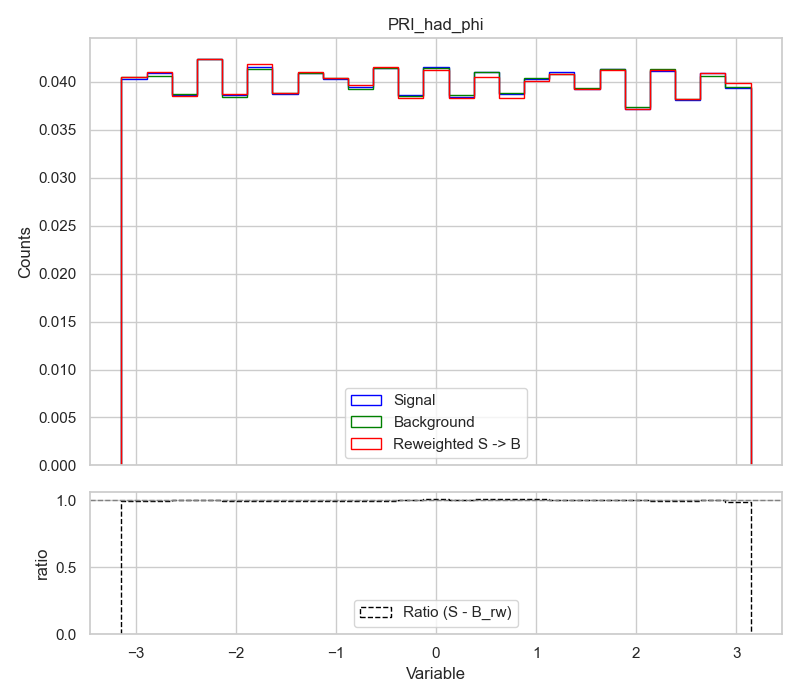 PRI_had_phi
0.040
0.035
0.030
0.025
0.020
0.015
0.010
0.005
0.000
Counts
Signal
Background
Reweighted S -> B
1.0
0.5
0.0
ratio
Ratio (S - B_rw)
−3
−2
−1
0
1
2
3
Variable